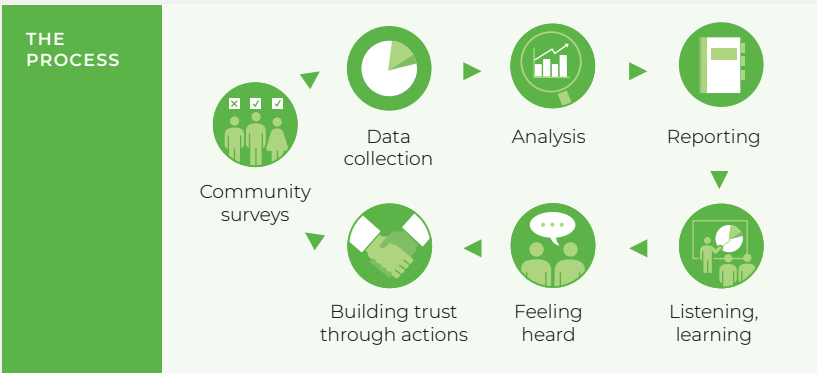 THE
PROCESS
Community
surveys
Data
collection
Analysis
Reporting
Listening,
learning
Feeling
heard
Building trust
through actions